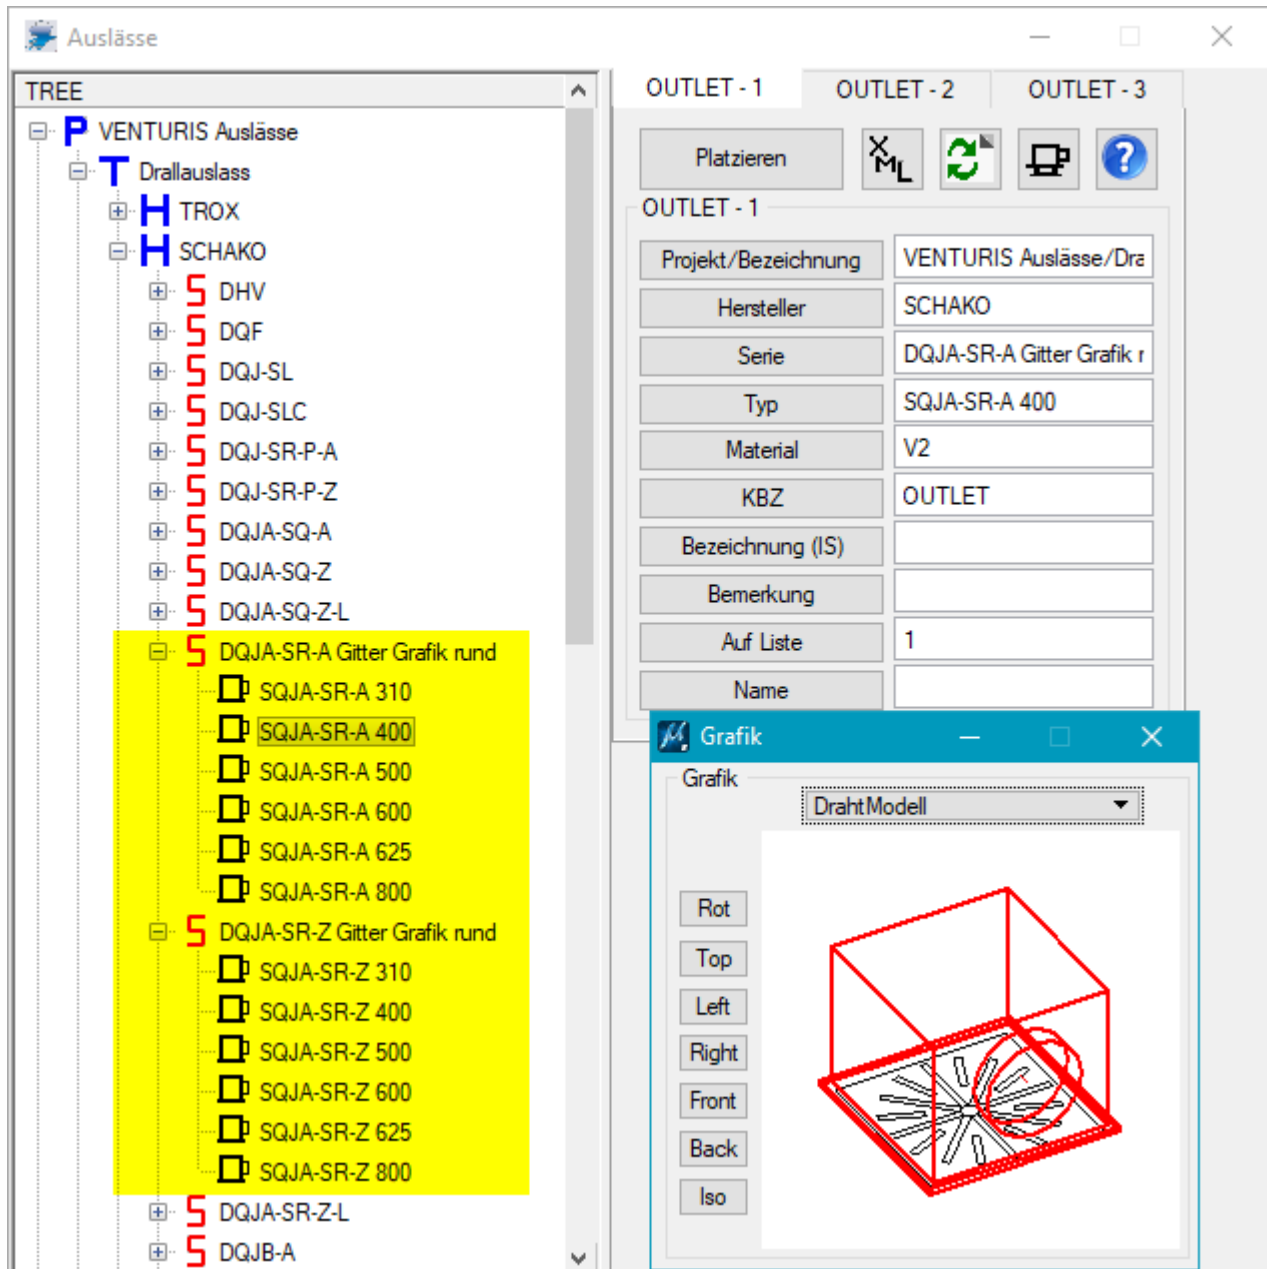 Auslässe
TREE
P VENTURIS Auslässe
T Drallauslass
H TROX
H SCHAKO
S DHV
S DQF
S DQJ-SL
S DQJ-SLC
S DQJ-SR-P-A
S DQJ-SR-P-Z
S DQJA-SQ-A
S DQJA-SQ-Z
S DQJA-SQ-Z-L
S DQJA-SR-A Gitter Grafik rund
SQJA-SR-A 310
SQJA-SR-A 400
SQJA-SR-A 500
SQJA-SR-A 600
SQJA-SR-A 625
SQJA-SR-A 800
S DQJA-SR-Z Gitter Grafik rund
SQJA-SR-Z 310
SQJA-SR-Z 400
SQJA-SR-Z 500
SQJA-SR-Z 600
SQJA-SR-Z 625
SQJA-SR-Z 800
S DQJA-SR-Z-L
S DQJB-A
OUTLET - 1 OUTLET - 2 OUTLET - 3
Platzieren XML ?
OUTLET - 1
Projekt/Bezeichnung VENTURIS Auslässe/Dra
Hersteller SCHAKO
Serie DQJA-SR-A Gitter Grafik r
Typ SQJA-SR-A 400
Material V2
KBZ OUTLET
Bezeichnung (IS)
Bemerkung
Auf Liste 1
Name
Grafik
Grafik
DrahtModell
Rot
Top
Left
Right
Front
Back
Iso